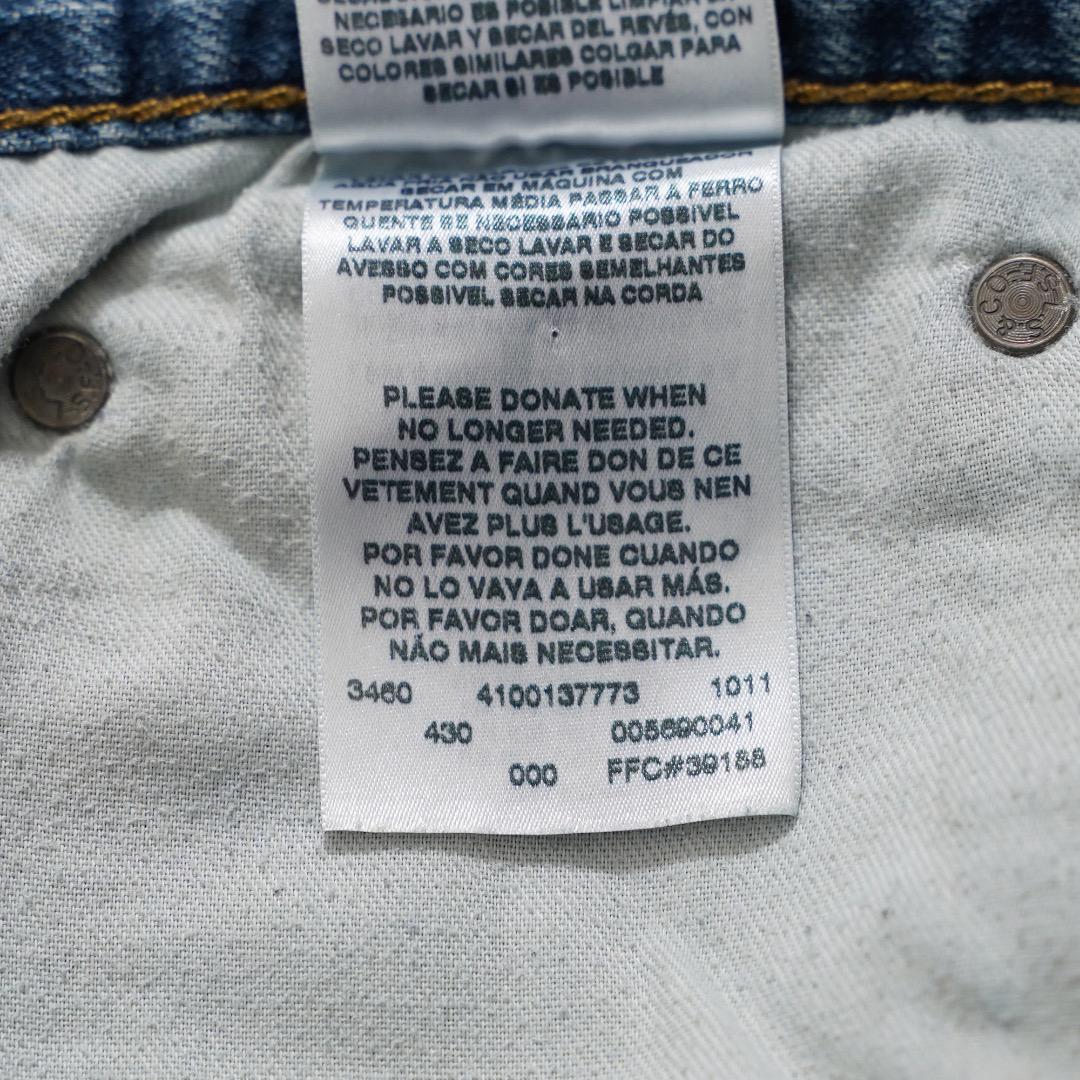 NECESARIO ES POSIBLE LIMPIAR EN
SECO LAVAR Y SECAR DEL REVÉS, CON
COLORES SIMILARES COLGAR PARA
SECAR SI ES POSIBLE
SECAR EM MÁQUINA COM
TEMPERATURA MÉDIA PASSAR A FERRO
QUENTE SE NECESSARIO POSSIVEL
LAVAR A SECO LAVAR E SECAR DO
AVESSO COM CORES SEMELHANTES
POSSIVEL SECAR NA CORDA
PLEASE DONATE WHEN
NO LONGER NEEDED.
PENSEZ A FAIRE DON DE CE
VETEMENT QUAND VOUS NEN
AVEZ PLUS L'USAGE.
POR FAVOR DONE CUANDO
NO LO VAYA A USAR MÁS.
POR FAVOR DOAR, QUANDO
NÃO MAIS NECESSITAR.
3460 4100137773 1011
430 005690041
000 FFC#39188